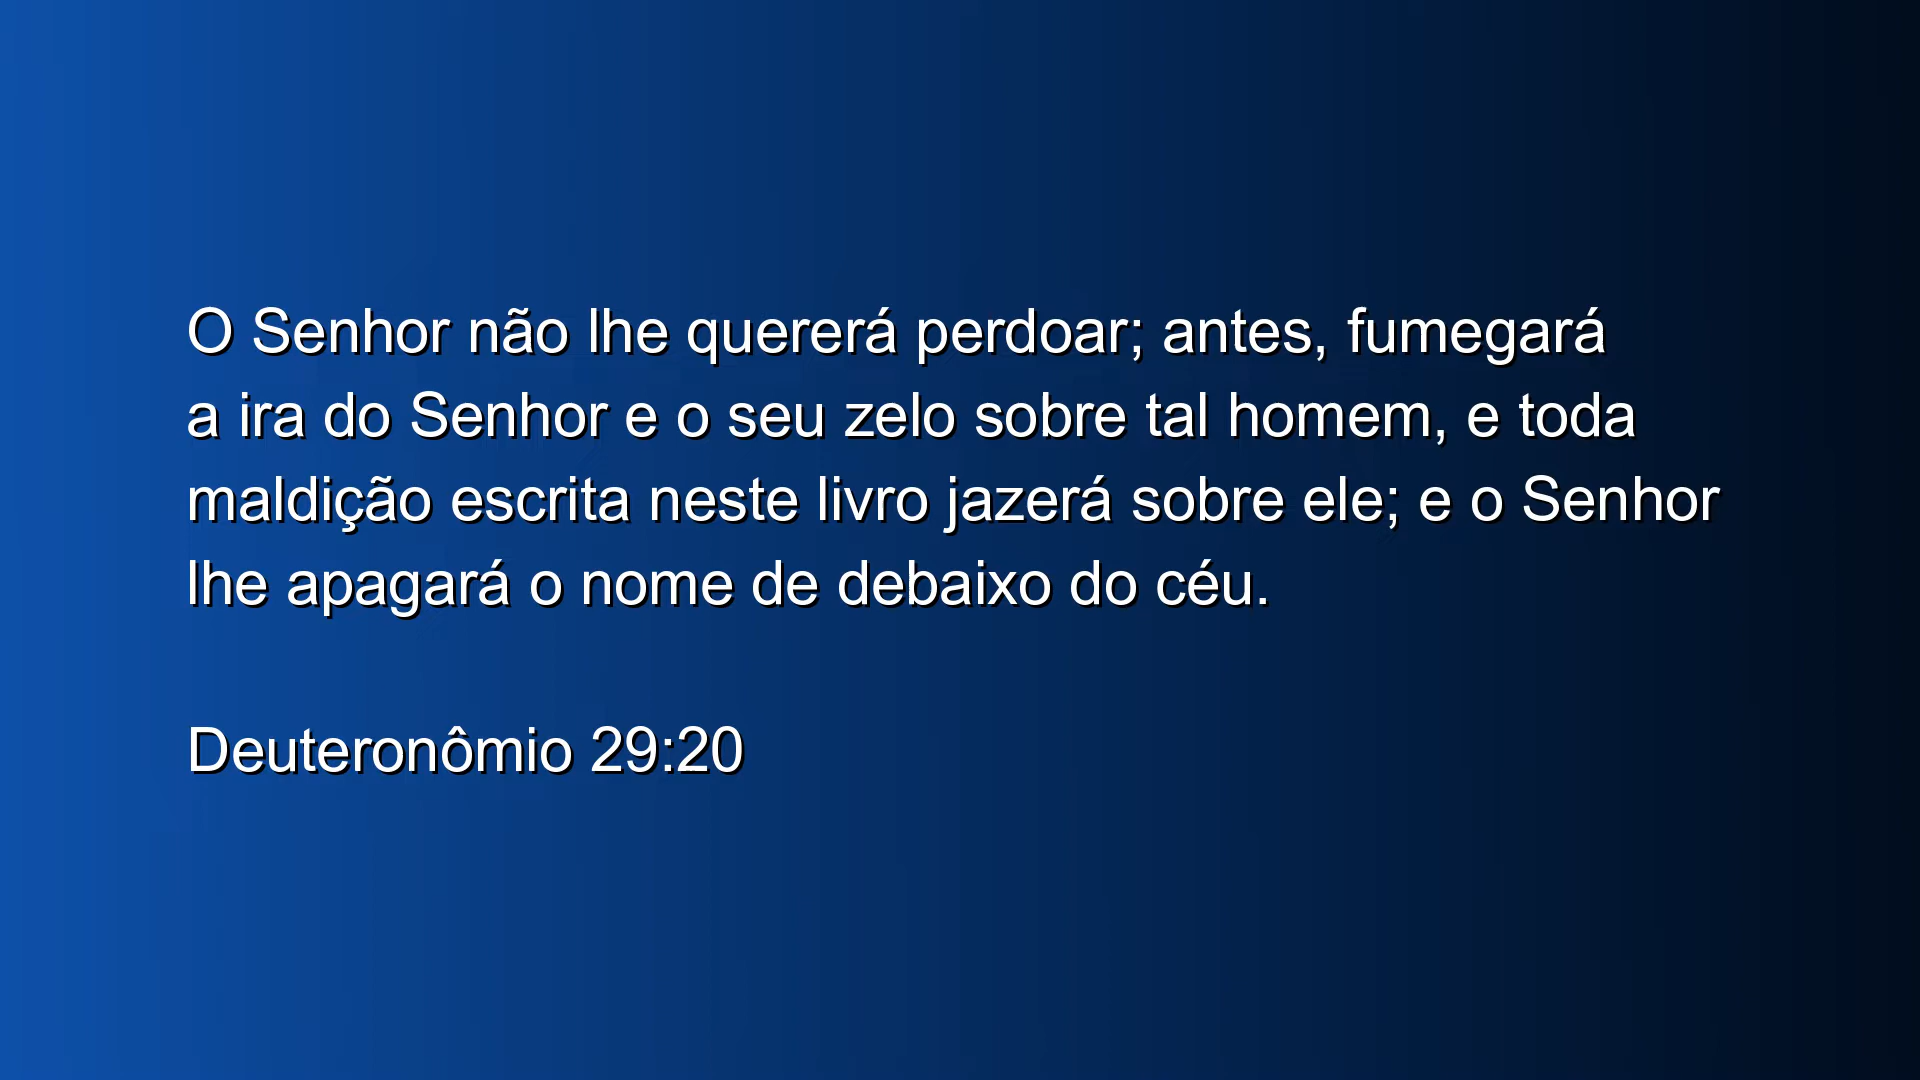 O Senhor não lhe quererá perdoar; antes, fumegará
a ira do Senhor e o seu zelo sobre tal homem, e toda
maldição escrita neste livro jazerá sobre ele; e o Senhor
lhe apagará o nome de debaixo do céu.
Deuteronômio 29:20